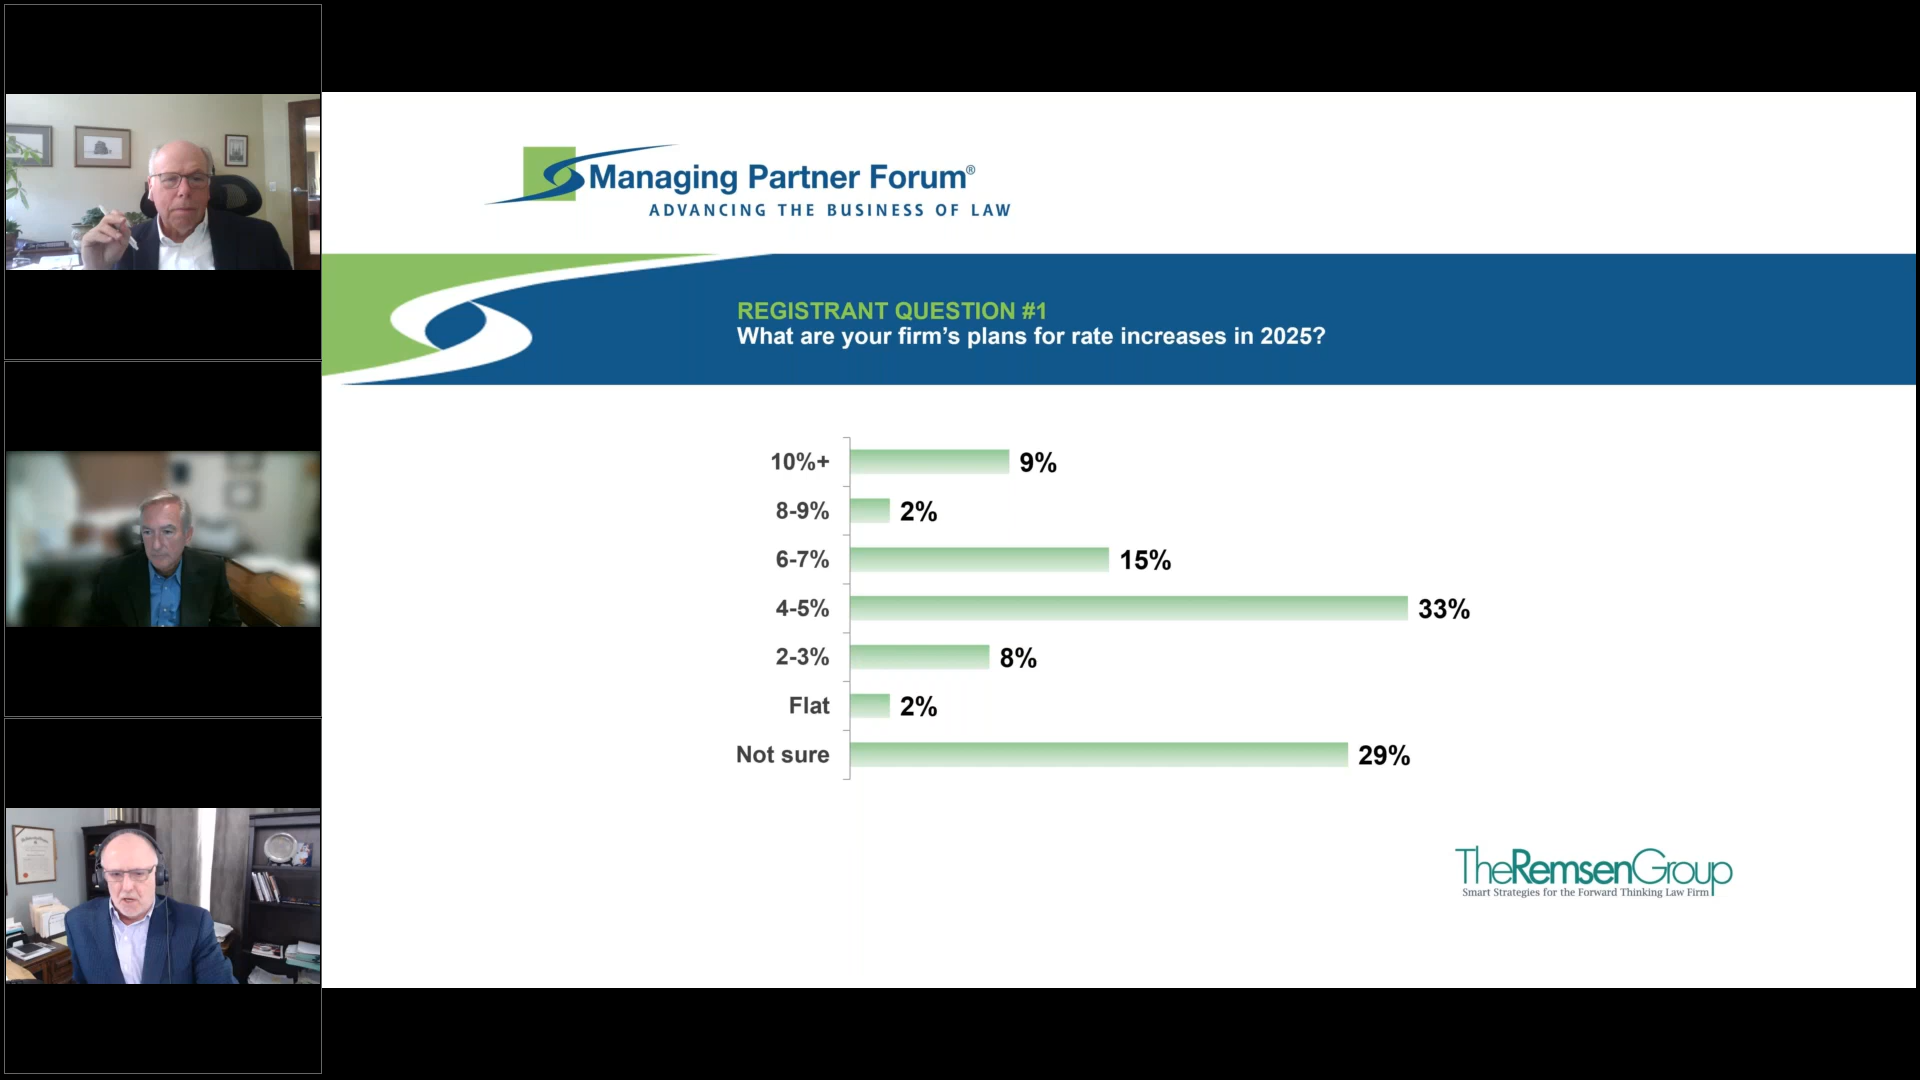 Managing Partner Forum®
ADVANCING THE BUSINESS OF LAW
REGISTRANT QUESTION #1
What are your firm’s plans for rate increases in 2025?
10%+ 9%
8-9% 2%
6-7% 15%
4-5% 33%
2-3% 8%
Flat 2%
Not sure 29%
TheRemsenGroup
Smart Strategies for the Forward Thinking Law Firm